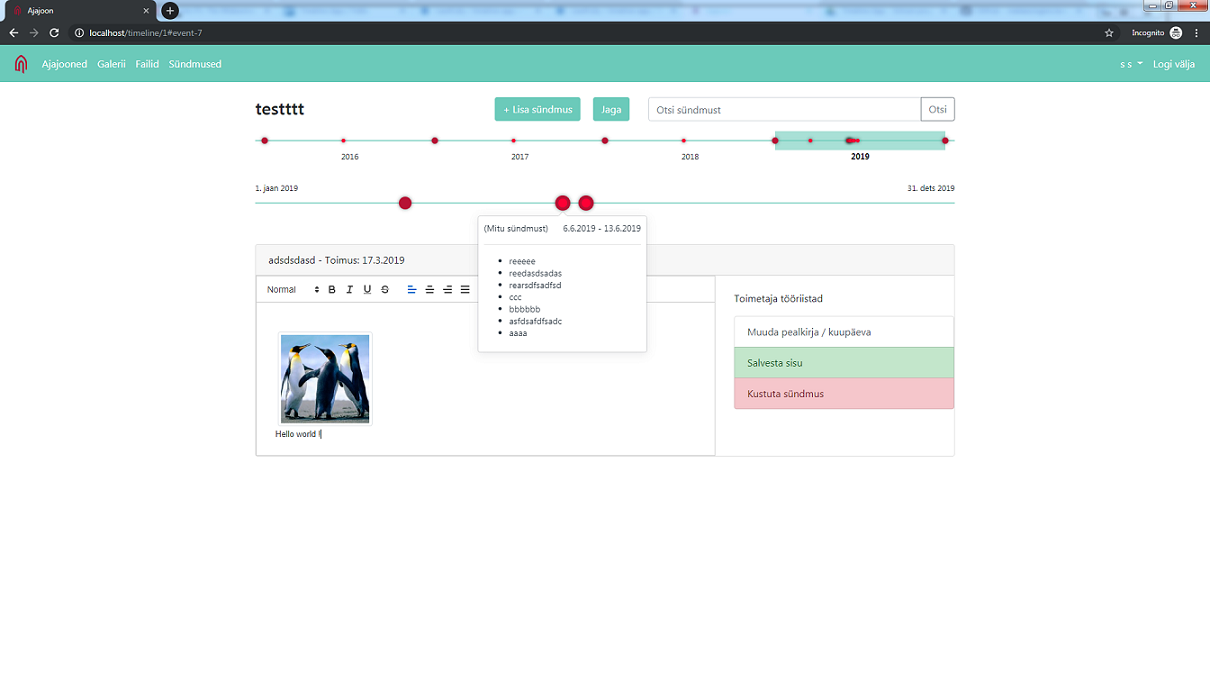 Ajajoon
localhost/timeline/1#event-7
Incognito
Ajajooned Galerii Failid Sündmused
s s Logi välja
testttt
+ Lisa sündmus
Jaga
Otsi sündmust
Otsi
2016 2017 2018 2019
1. jaan 2019
31. dets 2019
(Mitu sündmust) 6.6.2019 - 13.6.2019
reeeee
reedasdsadas
rearsdfsadfsd
ccc
bbbbbb
asfdsafdfsadc
aaaa
adsdsdasd - Toimus: 17.3.2019
Normal B I U S
Hello world !
Toimetaja tööriistad
Muuda pealkirja / kuupäeva
Salvesta sisu
Kustuta sündmus